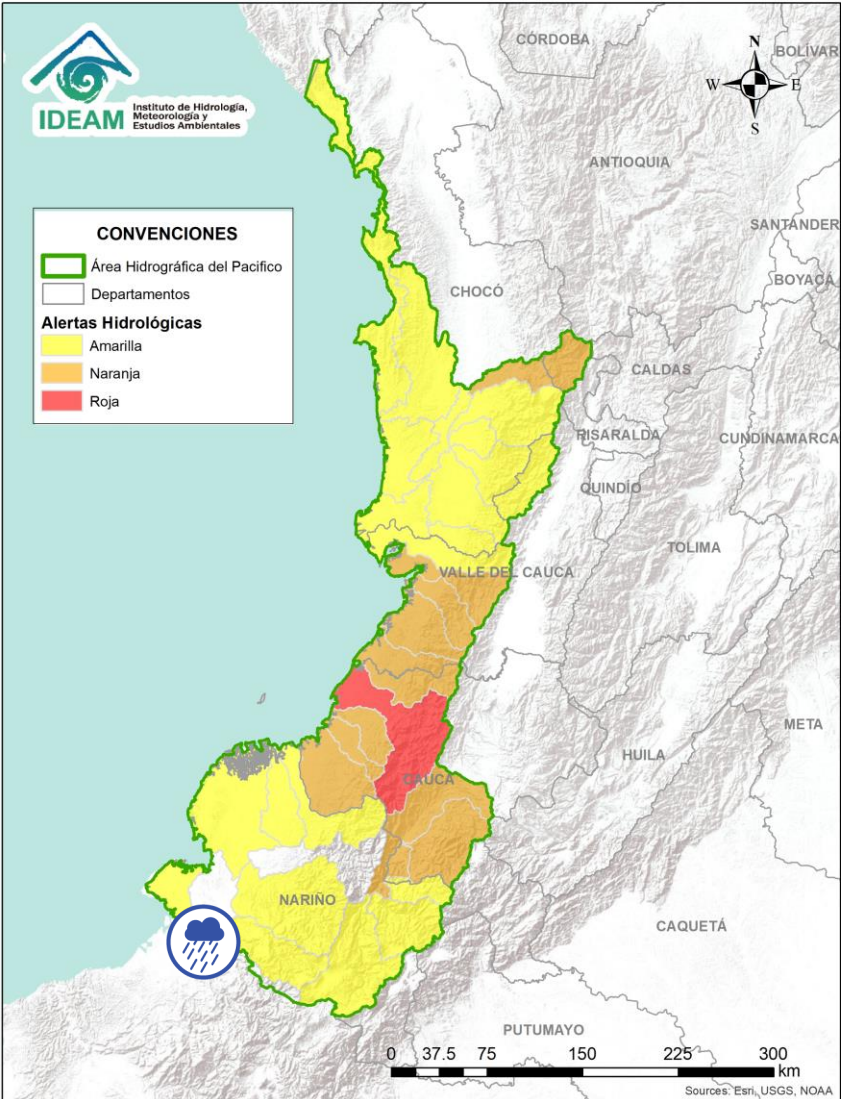 IDEAM
Instituto de Hidrología,
Meteorología y
Estudios Ambientales
N
W
E
S
CÓRDOBA
BOLÍVAR
ANTIOQUIA
SANTANDER
BOYACÁ
CHOCÓ
CONVENCIONES
Área Hidrográfica del Pacifico
Departamentos
Alertas Hidrológicas
Amarilla
Naranja
Roja
CALDAS
RISARALDA
CUNDINAMARCA
QUINDÍO
TOLIMA
VALLE DEL CAUCA
META
HUILA
CAUCA
NARIÑO
CAQUETÁ
PUTUMAYO
0 37.5 75 150 225 300
km
Sources: Esri, USGS, NOAA